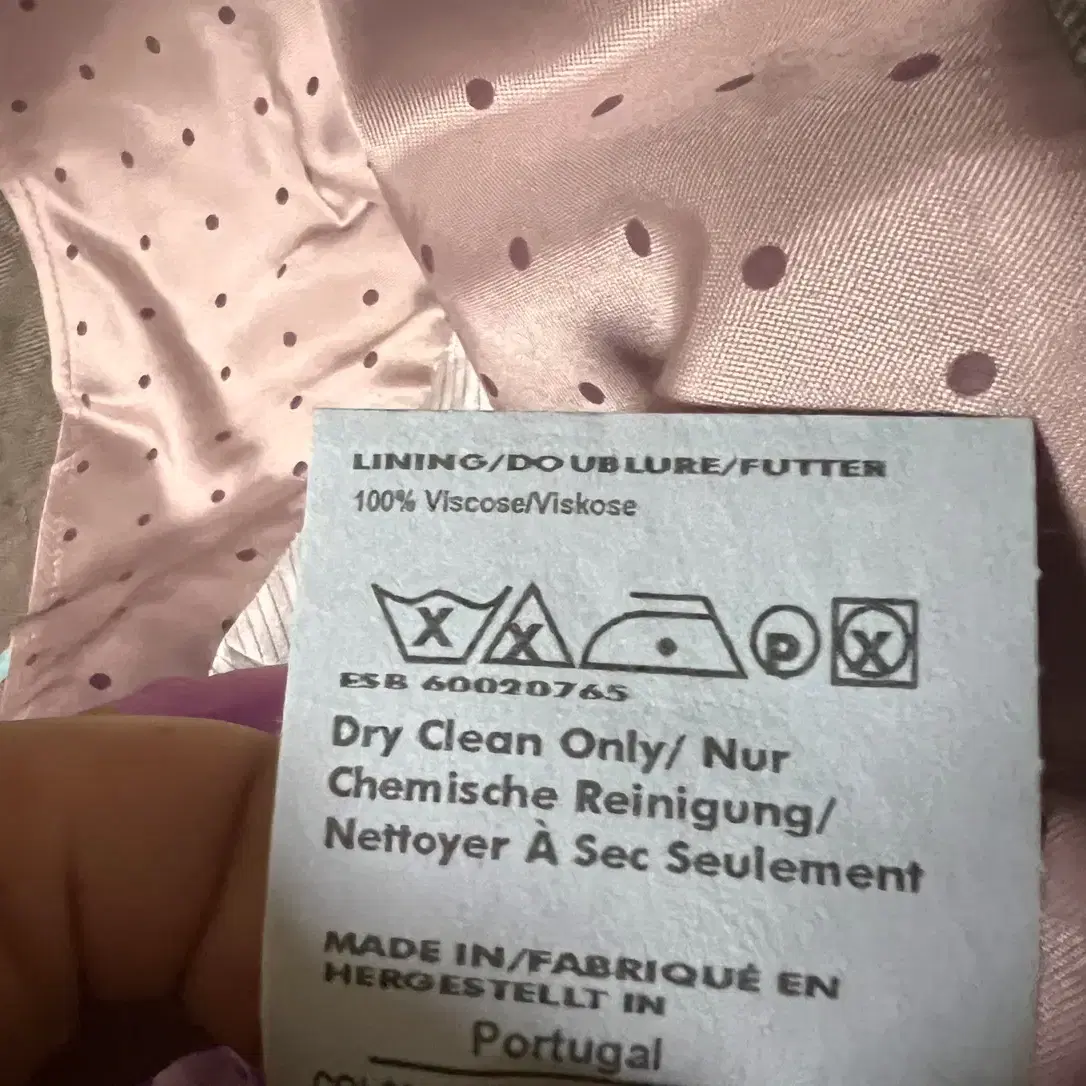 LINING/DOUBLURE/FUTTER
100% Viscose/Viskose
P
ESB 60020765
Dry Clean Only/ Nur
Chemische Reinigung/
Nettoyer À Sec Seulement
MADE IN/FABRIQUÉ EN
HERGESTELLT IN
Portugal